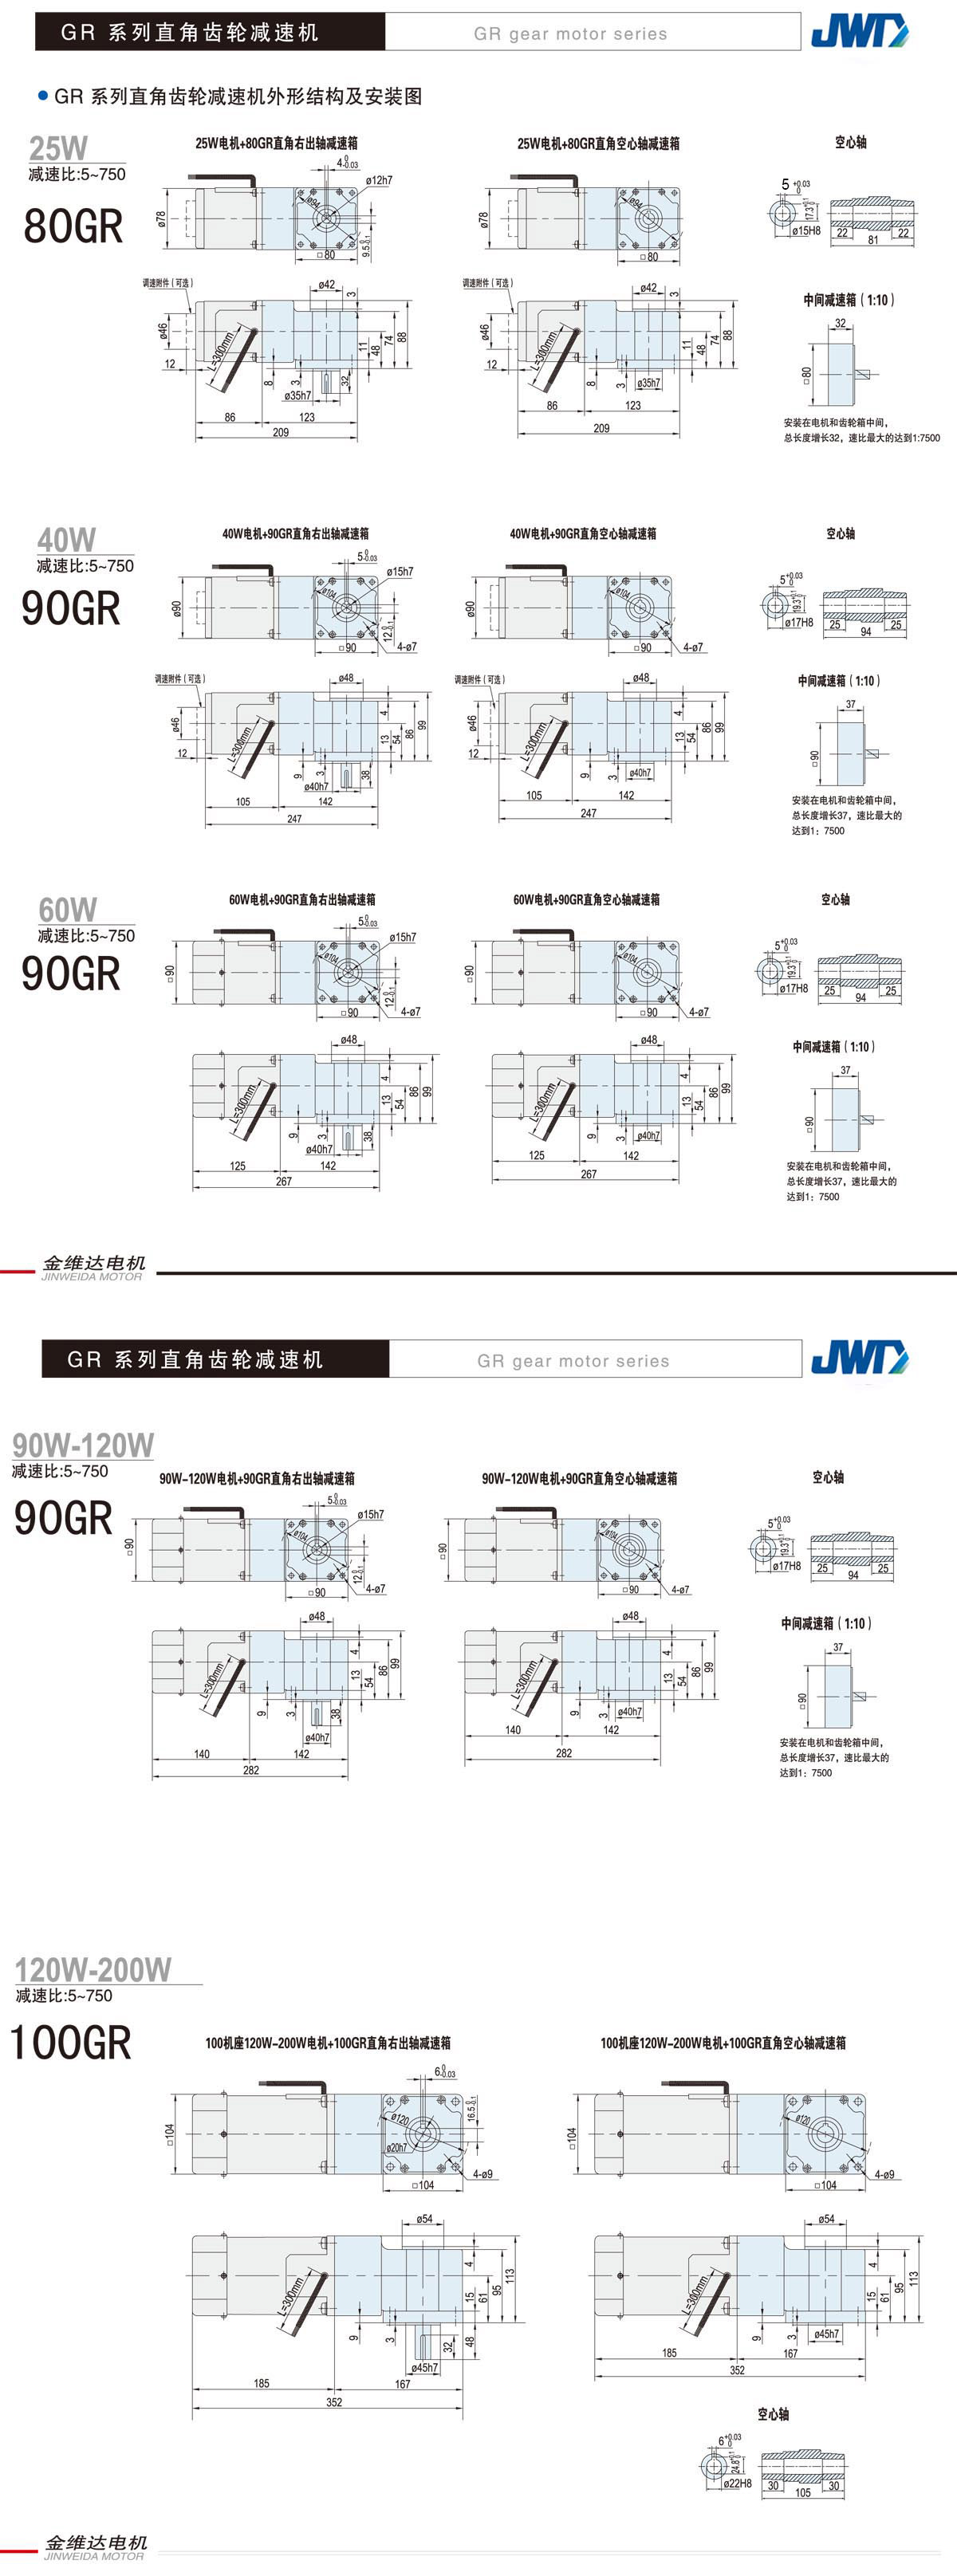 GR 系列直角齿轮减速机
GR gear motor series
JWD
GR 系列直角齿轮减速机外形结构及安装图
25W
减速比:5~750
80GR
25W电机+80GR直角右出轴减速箱
4 0 -0.03
ø12h7
ø78
ø94
9.5 0 -0.1
□80
调速附件（可选）
ø42
3
ø46
L=300mm
12
8
3
11
48
74
88
32
ø35h7
86
123
209
25W电机+80GR直角空心轴减速箱
ø78
ø94
□80
调速附件（可选）
ø42
3
ø46
L=300mm
12
8
3
ø35h7
11
48
74
88
86
123
209
空心轴
5 +0.03 0
17.3 +0.1 0
ø15H8
22
22
81
中间减速箱（1:10）
32
□80
安装在电机和齿轮箱中间，
总长度增长32，速比最大的达到1:7500
40W
减速比:5~750
90GR
40W电机+90GR直角右出轴减速箱
5 0 -0.03
ø15h7
ø90
ø104
12 0 -0.1
□90
4-ø7
调速附件（可选）
ø48
4
ø46
L=300mm
12
9
3
13
54
86
99
38
ø40h7
105
142
247
40W电机+90GR直角空心轴减速箱
ø90
ø104
□90
4-ø7
调速附件（可选）
ø48
4
ø46
L=300mm
12
9
3
ø40h7
13
54
86
99
105
142
247
空心轴
5 +0.03 0
19.3 +0.1 0
ø17H8
25
25
94
中间减速箱（1:10）
37
□90
安装在电机和齿轮箱中间，
总长度增长37，速比最大的
达到1：7500
60W
减速比:5~750
90GR
60W电机+90GR直角右出轴减速箱
5 0 -0.03
ø15h7
□90
ø104
12 0 -0.1
□90
4-ø7
ø48
4
L=300mm
9
3
13
54
86
99
38
ø40h7
125
142
267
60W电机+90GR直角空心轴减速箱
□90
ø104
□90
4-ø7
ø48
4
L=300mm
9
3
ø40h7
13
54
86
99
125
142
267
空心轴
5 +0.03 0
19.3 +0.1 0
ø17H8
25
25
94
中间减速箱（1:10）
37
□90
安装在电机和齿轮箱中间，
总长度增长37，速比最大的
达到1：7500
金维达电机
JINWEIDA MOTOR
GR 系列直角齿轮减速机
GR gear motor series
JWD
90W-120W
减速比:5~750
90GR
90W-120W电机+90GR直角右出轴减速箱
5 0 -0.03
ø15h7
□90
ø104
12 0 -0.1
□90
4-ø7
ø48
4
L=300mm
9
3
13
54
86
99
38
ø40h7
140
142
282
90W-120W电机+90GR直角空心轴减速箱
□90
ø104
□90
4-ø7
ø48
4
L=300mm
9
3
ø40h7
13
54
86
99
140
142
282
空心轴
5 +0.03 0
19.3 +0.1 0
ø17H8
25
25
94
中间减速箱（1:10）
37
□90
安装在电机和齿轮箱中间，
总长度增长37，速比最大的
达到1：7500
120W-200W
减速比:5~750
100GR
100机座120W-200W电机+100GR直角右出轴减速箱
6 0 -0.03
□104
ø120
ø20h7
16.5 0 -0.1
4-ø9
□104
ø54
4
L=300mm
9
3
15
61
95
113
32
48
ø45h7
185
167
352
100机座120W-200W电机+100GR直角空心轴减速箱
□104
ø120
4-ø9
□104
ø54
4
L=300mm
9
3
ø45h7
15
61
95
113
185
167
352
空心轴
6 +0.03 0
24.8 +0.1 0
ø22H8
30
30
105
金维达电机
JINWEIDA MOTOR